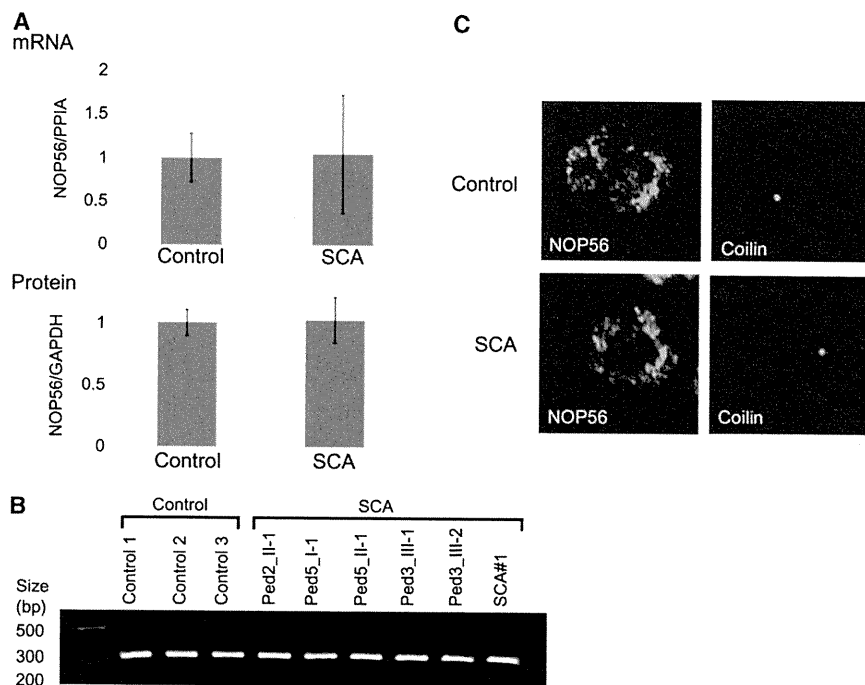 A
mRNA
NOP56/PPIA
2
1.5
1
0.5
0
Control
SCA
Protein
NOP56/GAPDH
1
0.5
0
Control
SCA
C
Control
NOP56
Coilin
SCA
NOP56
Coilin
B
Control
SCA
Control 1
Control 2
Control 3
Ped2_II-1
Ped5_I-1
Ped5_II-1
Ped3_III-1
Ped3_III-2
SCA#1
Size
(bp)
500
300
200